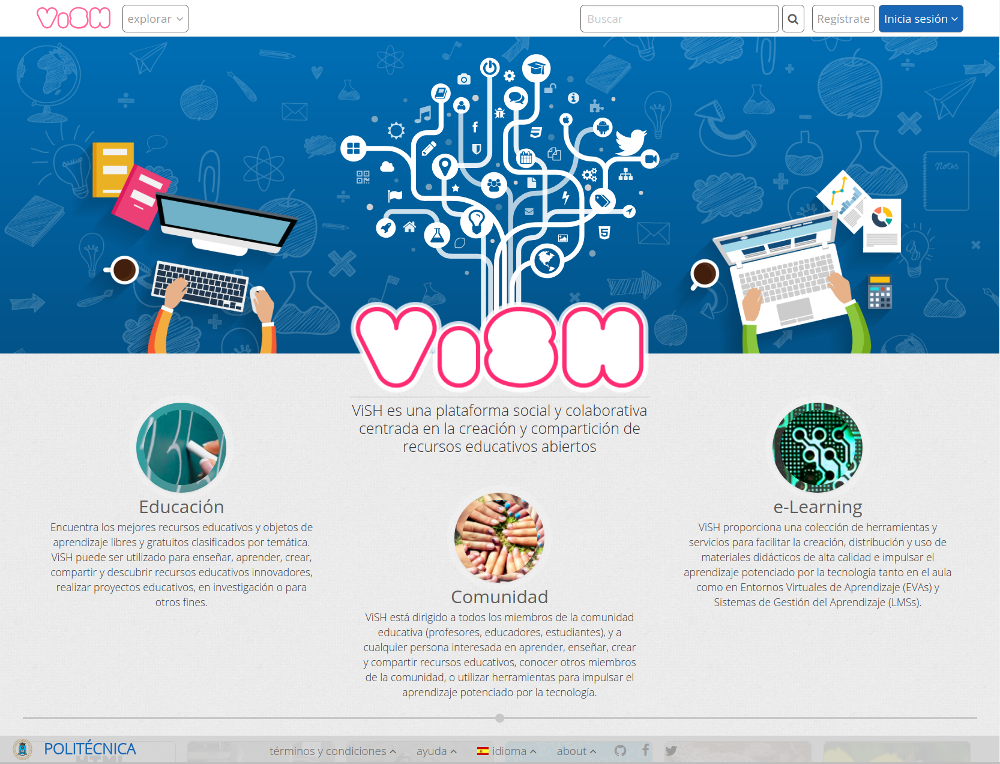 ViSH
explorar
Buscar
Regístrate
Inicia sesión
Notes
ViSH
ViSH es una plataforma social y colaborativa
centrada en la creación y compartición de
recursos educativos abiertos
Educación
Encuentra los mejores recursos educativos y objetos de
aprendizaje libres y gratuitos clasificados por temática.
ViSH puede ser utilizado para enseñar, aprender, crear,
compartir y descubrir recursos educativos innovadores,
realizar proyectos educativos, en investigación o para
otros fines.
Comunidad
ViSH está dirigido a todos los miembros de la comunidad
educativa (profesores, educadores, estudiantes), y a
cualquier persona interesada en aprender, enseñar, crear
y compartir recursos educativos, conocer otros miembros
de la comunidad, o utilizar herramientas para impulsar el
aprendizaje potenciado por la tecnología.
e-Learning
ViSH proporciona una colección de herramientas y
servicios para facilitar la creación, distribución y uso de
materiales didácticos de alta calidad e impulsar el
aprendizaje potenciado por la tecnología tanto en el aula
como en Entornos Virtuales de Aprendizaje (EVAs) y
Sistemas de Gestión del Aprendizaje (LMSs).
POLITÉCNICA
HTML
términos y condiciones
ayuda
idioma
about